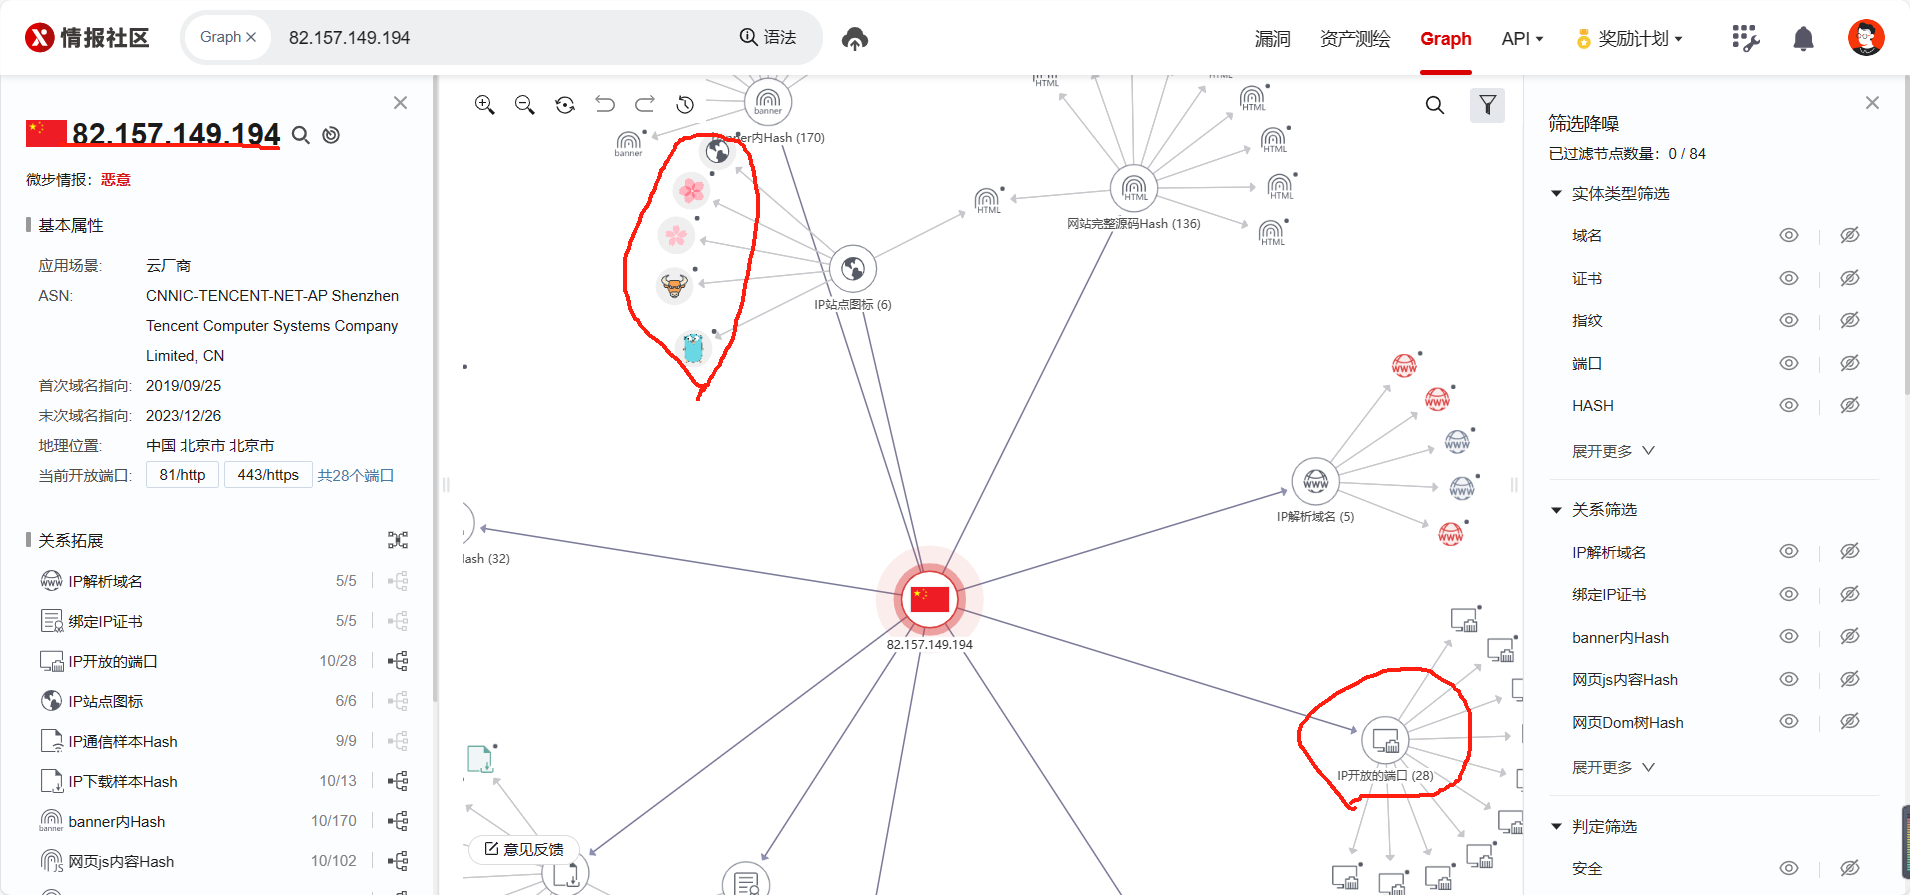 情报社区
Graph ×
82.157.149.194
语法
漏洞
资产测绘
Graph
API
奖励计划
82.157.149.194
微步情报: 恶意
基本属性
应用场景: 云厂商
ASN: CNNIC-TENCENT-NET-AP Shenzhen
Tencent Computer Systems Company
Limited, CN
首次域名指向: 2019/09/25
末次域名指向: 2023/12/26
地理位置: 中国 北京市 北京市
当前开放端口: 81/http 443/https 共28个端口
关系拓展
IP解析域名 5/5
绑定IP证书 5/5
IP开放的端口 10/28
IP站点图标 6/6
IP通信样本Hash 9/9
IP下载样本Hash 10/13
banner内Hash 10/170
网页js内容Hash 10/102
banner
nner内Hash (170)
banner
HTML
HTML
HTML
HTML
HTML
HTML
HTML
HTML
HTML
网站完整源码Hash (136)
IP站点图标 (6)
www
www
www
www
www
www
IP解析域名 (5)
lash (32)
82.157.149.194
IP开放的端口 (28)
意见反馈
筛选降噪
已过滤节点数量: 0 / 84
实体类型筛选
域名
证书
指纹
端口
HASH
展开更多
关系筛选
IP解析域名
绑定IP证书
banner内Hash
网页js内容Hash
网页Dom树Hash
展开更多
判定筛选
安全